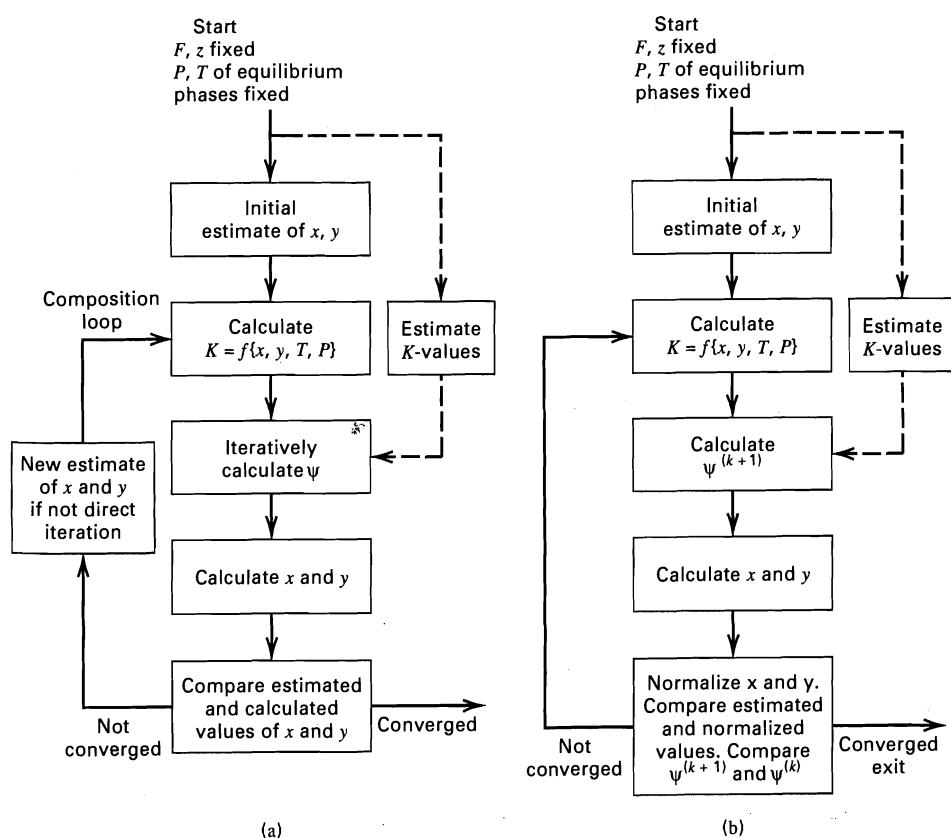 Start
F, z fixed
P, T of equilibrium
phases fixed
Initial
estimate of x, y
Composition
loop
Calculate
K = f{x, y, T, P}
Estimate
K-values
Iteratively
calculate ψ
New estimate
of x and y
if not direct
iteration
Calculate x and y
Compare estimated
and calculated
values of x and y
Not
converged
Converged
(a)
Start
F, z fixed
P, T of equilibrium
phases fixed
Initial
estimate of x, y
Calculate
K = f{x, y, T, P}
Estimate
K-values
Calculate
ψ(k + 1)
Calculate x and y
Normalize x and y.
Compare estimated
and normalized
values. Compare
ψ(k + 1) and ψ(k)
Not
converged
Converged
exit
(b)